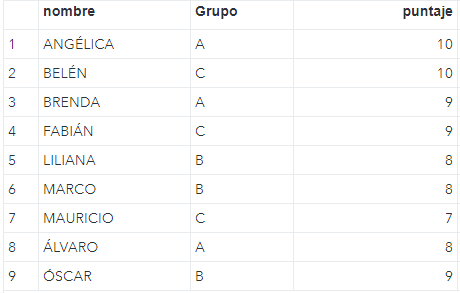 nombre Grupo puntaje
1 ANGÉLICA A 10
2 BELÉN C 10
3 BRENDA A 9
4 FABIÁN C 9
5 LILIANA B 8
6 MARCO B 8
7 MAURICIO C 7
8 ÁLVARO A 8
9 ÓSCAR B 9